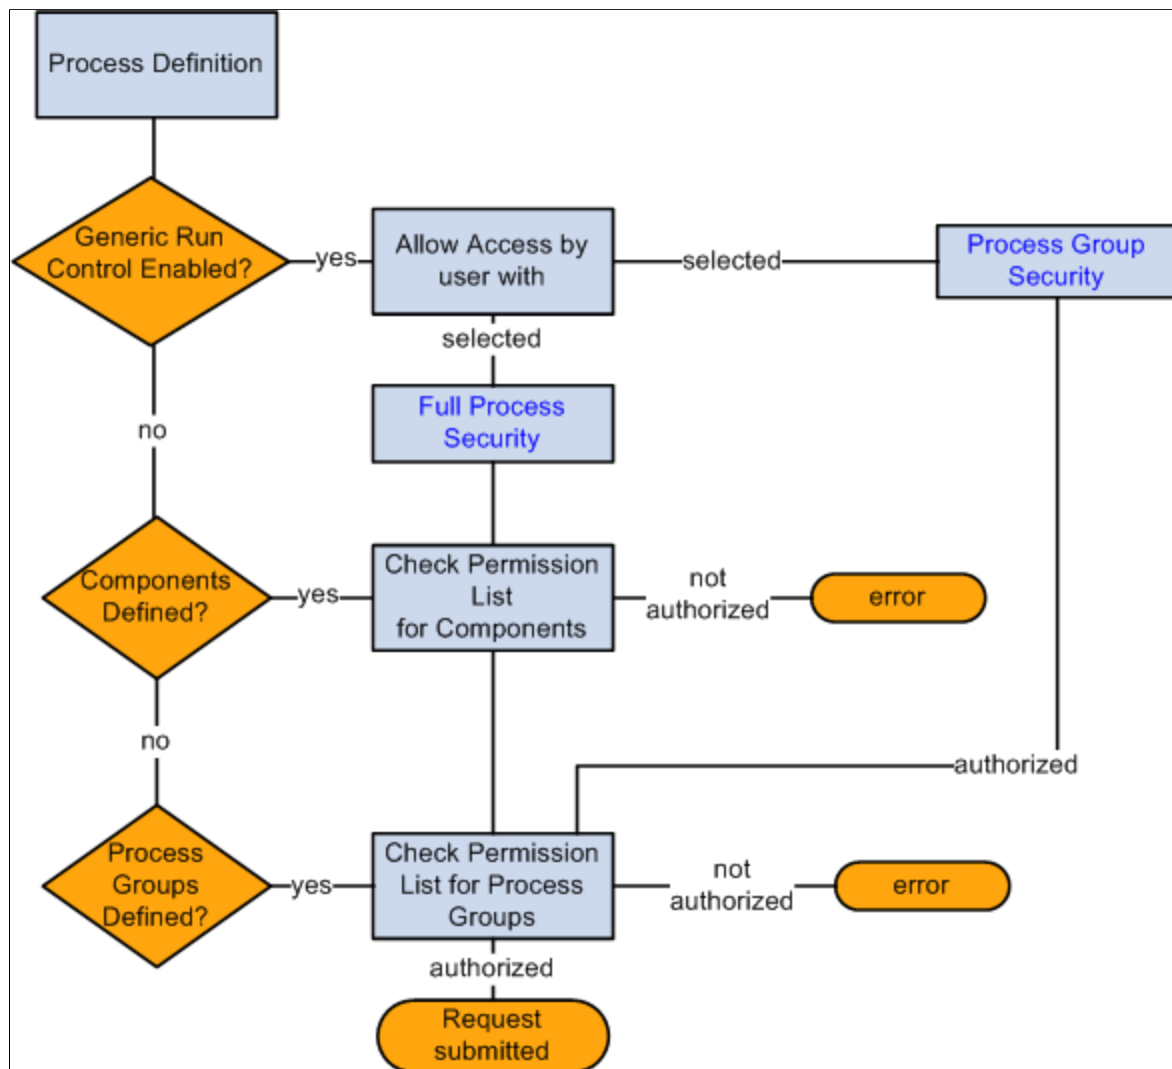 Process Definition
Generic Run
Control Enabled?
yes
Allow Access by
user with
selected
Process Group
Security
selected
Full Process
Security
no
Components
Defined?
yes
Check Permission
List
for Components
not
authorized
error
no
authorized
Process
Groups
Defined?
yes
Check Permission
List for Process
Groups
not
authorized
error
authorized
Request
submitted